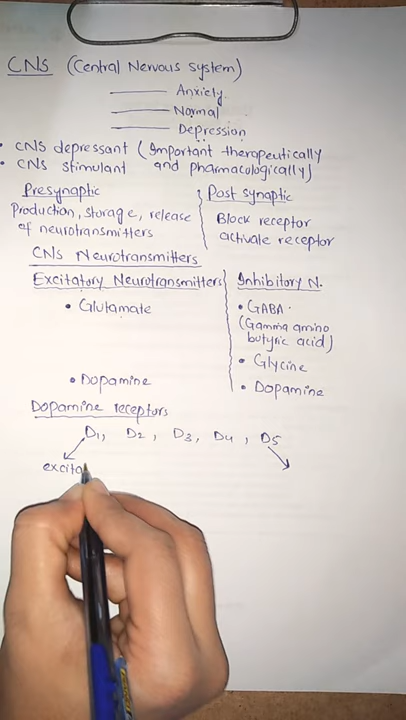 CNS (Central Nervous System)
Anxiety
Normal
Depression
• CNS depressant (Important therapeutically
• CNS stimulant and pharmacologically)
Presynaptic
Production, storage, release
of neurotransmitters
Post synaptic
Block receptor
activate receptor
CNS Neurotransmitters
Excitatory Neurotransmitters
• Glutamate
• Dopamine
Inhibitory N.
• GABA
(Gamma amino
butyric acid)
• Glycine
• Dopamine
Dopamine receptors
D1, D2, D3, D4, D5
excita